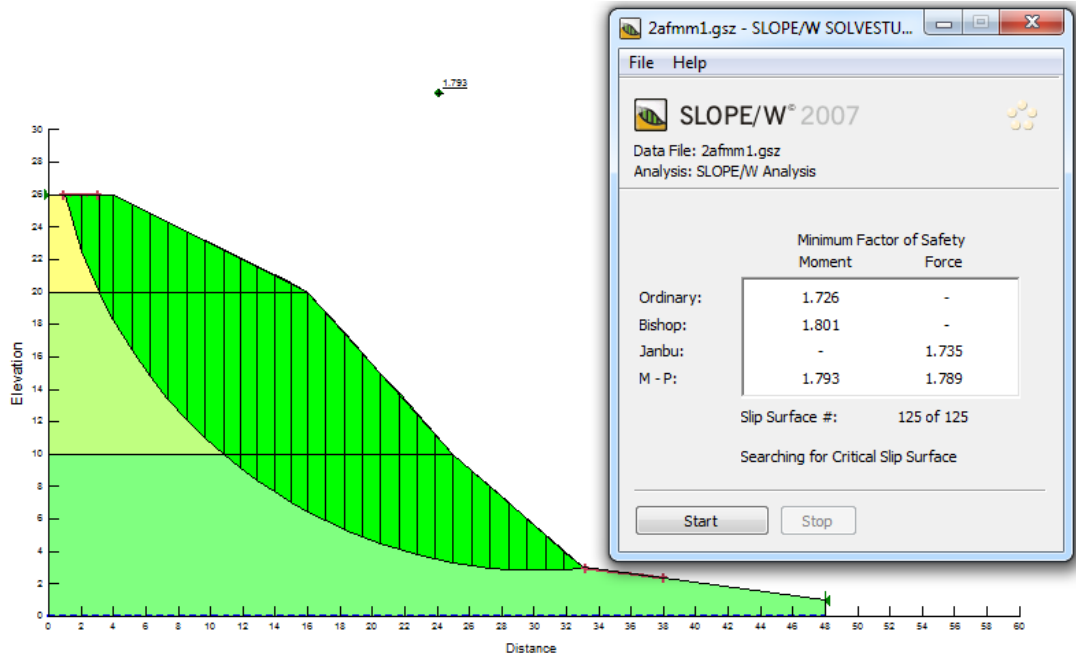 2afmm1.gsz - SLOPE/W SOLVESTU...
File Help
SLOPE/W© 2007
Data File: 2afmm1.gsz
Analysis: SLOPE/W Analysis
Minimum Factor of Safety
Moment Force
Ordinary: 1.726 -
Bishop: 1.801 -
Janbu: - 1.735
M - P: 1.793 1.789
Slip Surface #: 125 of 125
Searching for Critical Slip Surface
Start Stop
1.793
30
28
26
24
22
20
18
16
14
12
10
8
6
4
2
0
Elevation
0 2 4 6 8 10 12 14 16 18 20 22 24 26 28 30 32 34 36 38 40 42 44 46 48 50 52 54 56 58 60
Distance